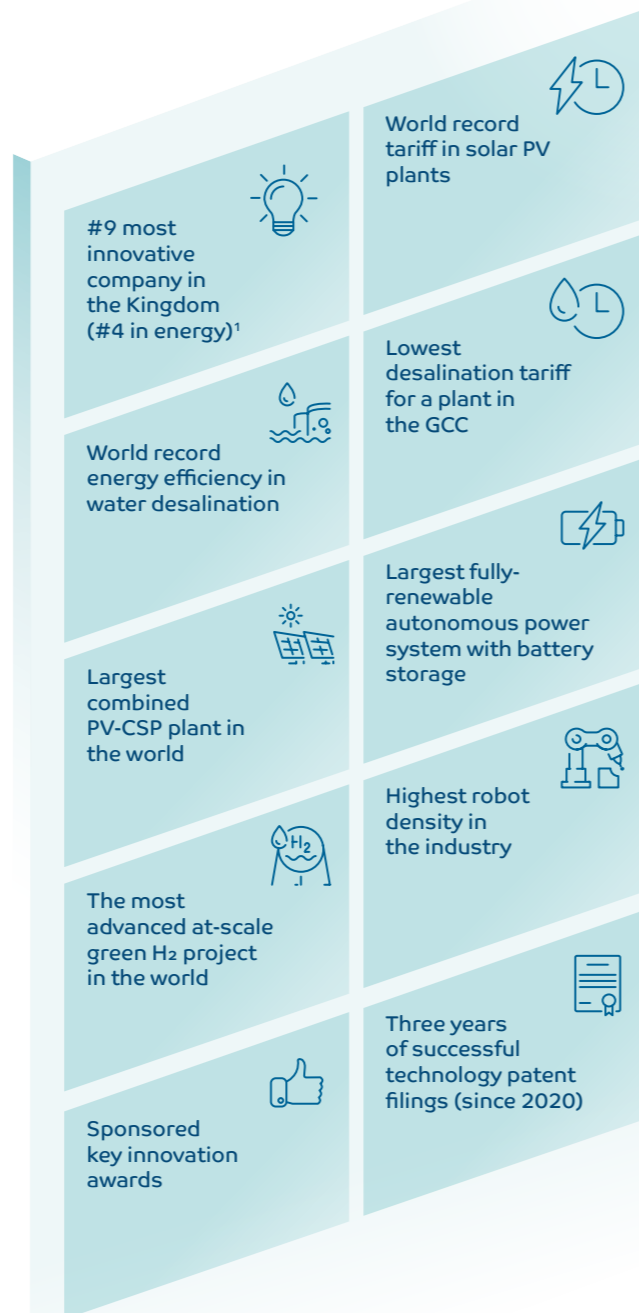 #9 most
innovative
company in
the Kingdom
(#4 in energy)¹
World record
energy efficiency in
water desalination
Largest
combined
PV-CSP plant in
the world
H₂
The most
advanced at-scale
green H₂ project
in the world
Sponsored
key innovation
awards
World record
tariff in solar PV
plants
Lowest
desalination tariff
for a plant in
the GCC
Largest fully-
renewable
autonomous power
system with battery
storage
Highest robot
density in
the industry
Three years
of successful
technology patent
filings (since 2020)